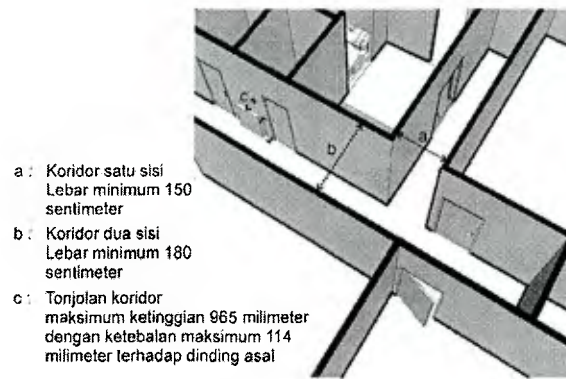 c
a
b
a : Koridor satu sisi
Lebar minimum 150
sentimeter
b : Koridor dua sisi
Lebar minimum 180
sentimeter
c : Tonjolan koridor
maksimum ketinggian 965 milimeter
dengan ketebalan maksimum 114
milimeter terhadap dinding asal